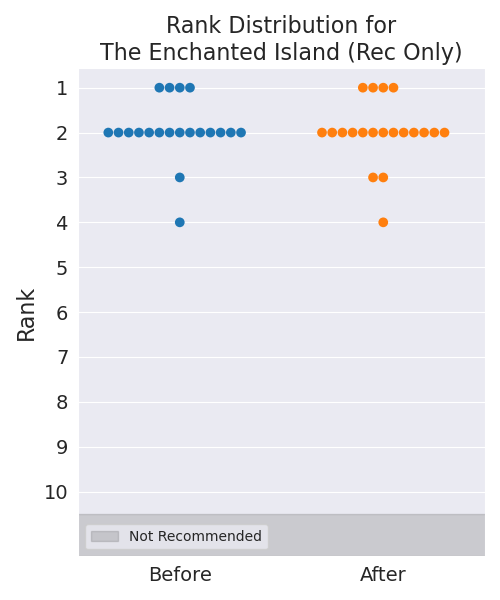 Rank Distribution for
The Enchanted Island (Rec Only)
Rank
1
2
3
4
5
6
7
8
9
10
Not Recommended
Before
After